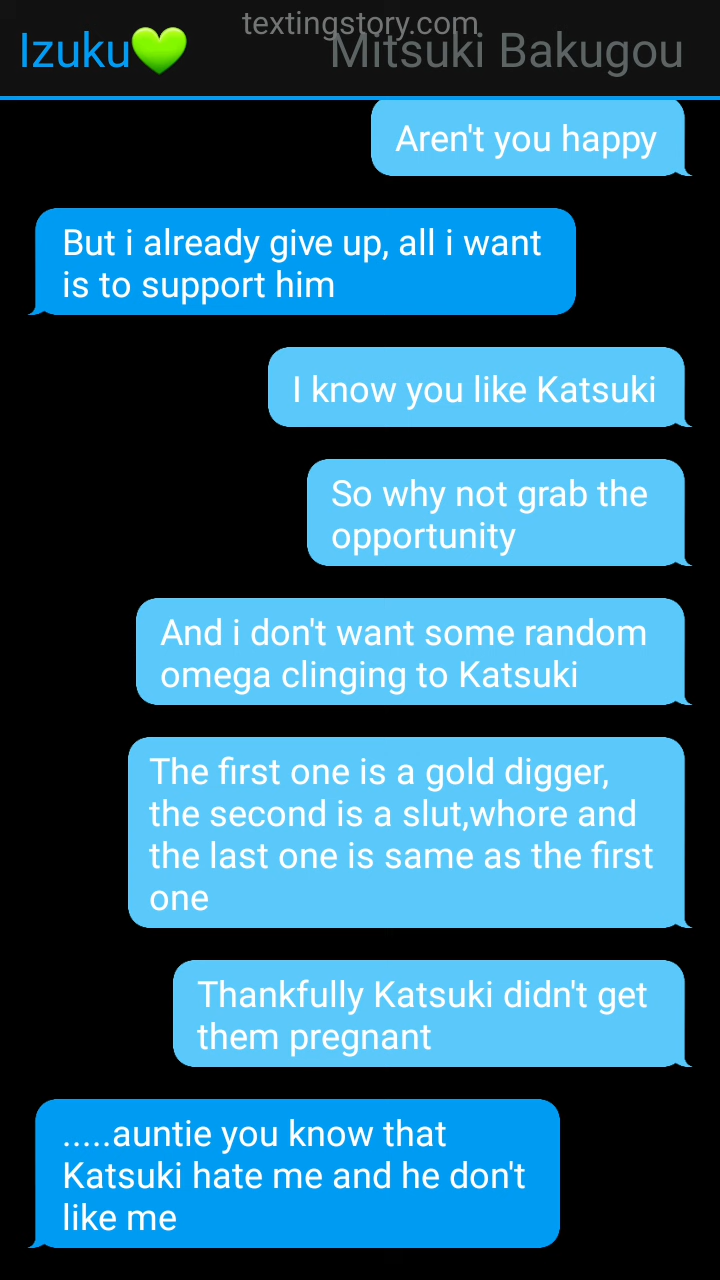 textingstory.com
Izuku💚 Mitsuki Bakugou
Aren't you happy
But i already give up, all i want
is to support him
I know you like Katsuki
So why not grab the
opportunity
And i don't want some random
omega clinging to Katsuki
The first one is a gold digger,
the second is a slut,whore and
the last one is same as the first
one
Thankfully Katsuki didn't get
them pregnant
.....auntie you know that
Katsuki hate me and he don't
like me